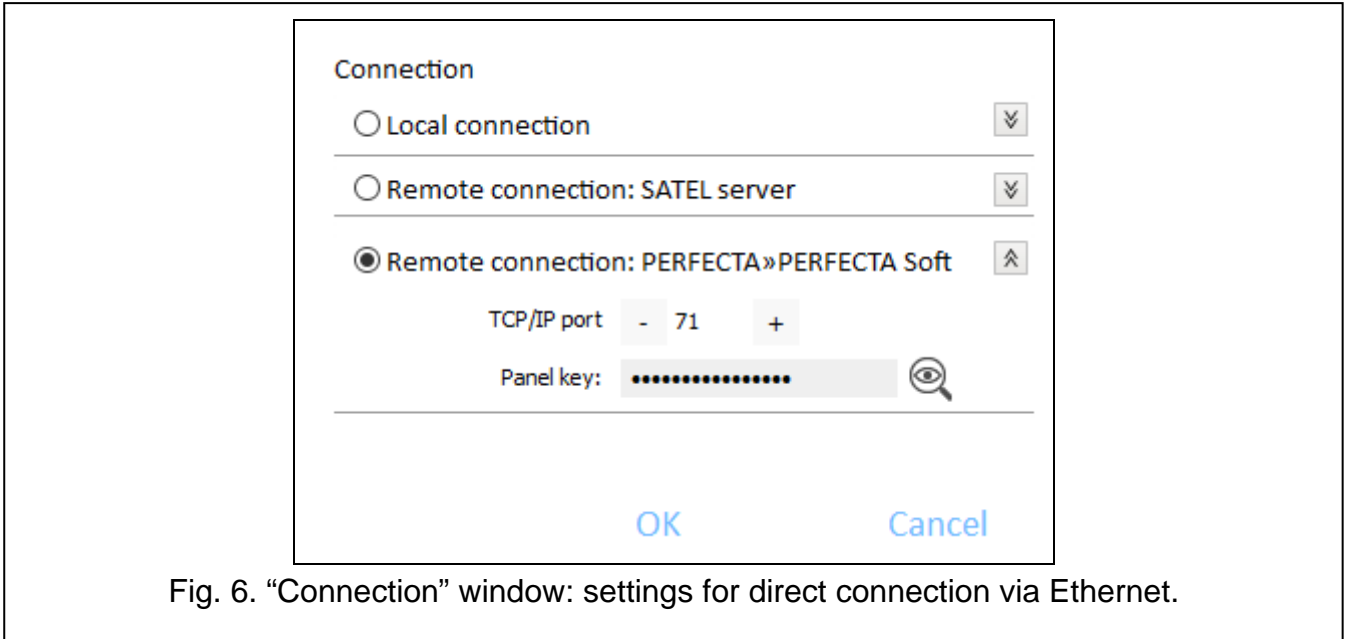 Connection
Local connection
Remote connection: SATEL server
Remote connection: PERFECTA»PERFECTA Soft
TCP/IP port - 71 +
Panel key: ••••••••••••••••
OK Cancel
Fig. 6. “Connection” window: settings for direct connection via Ethernet.